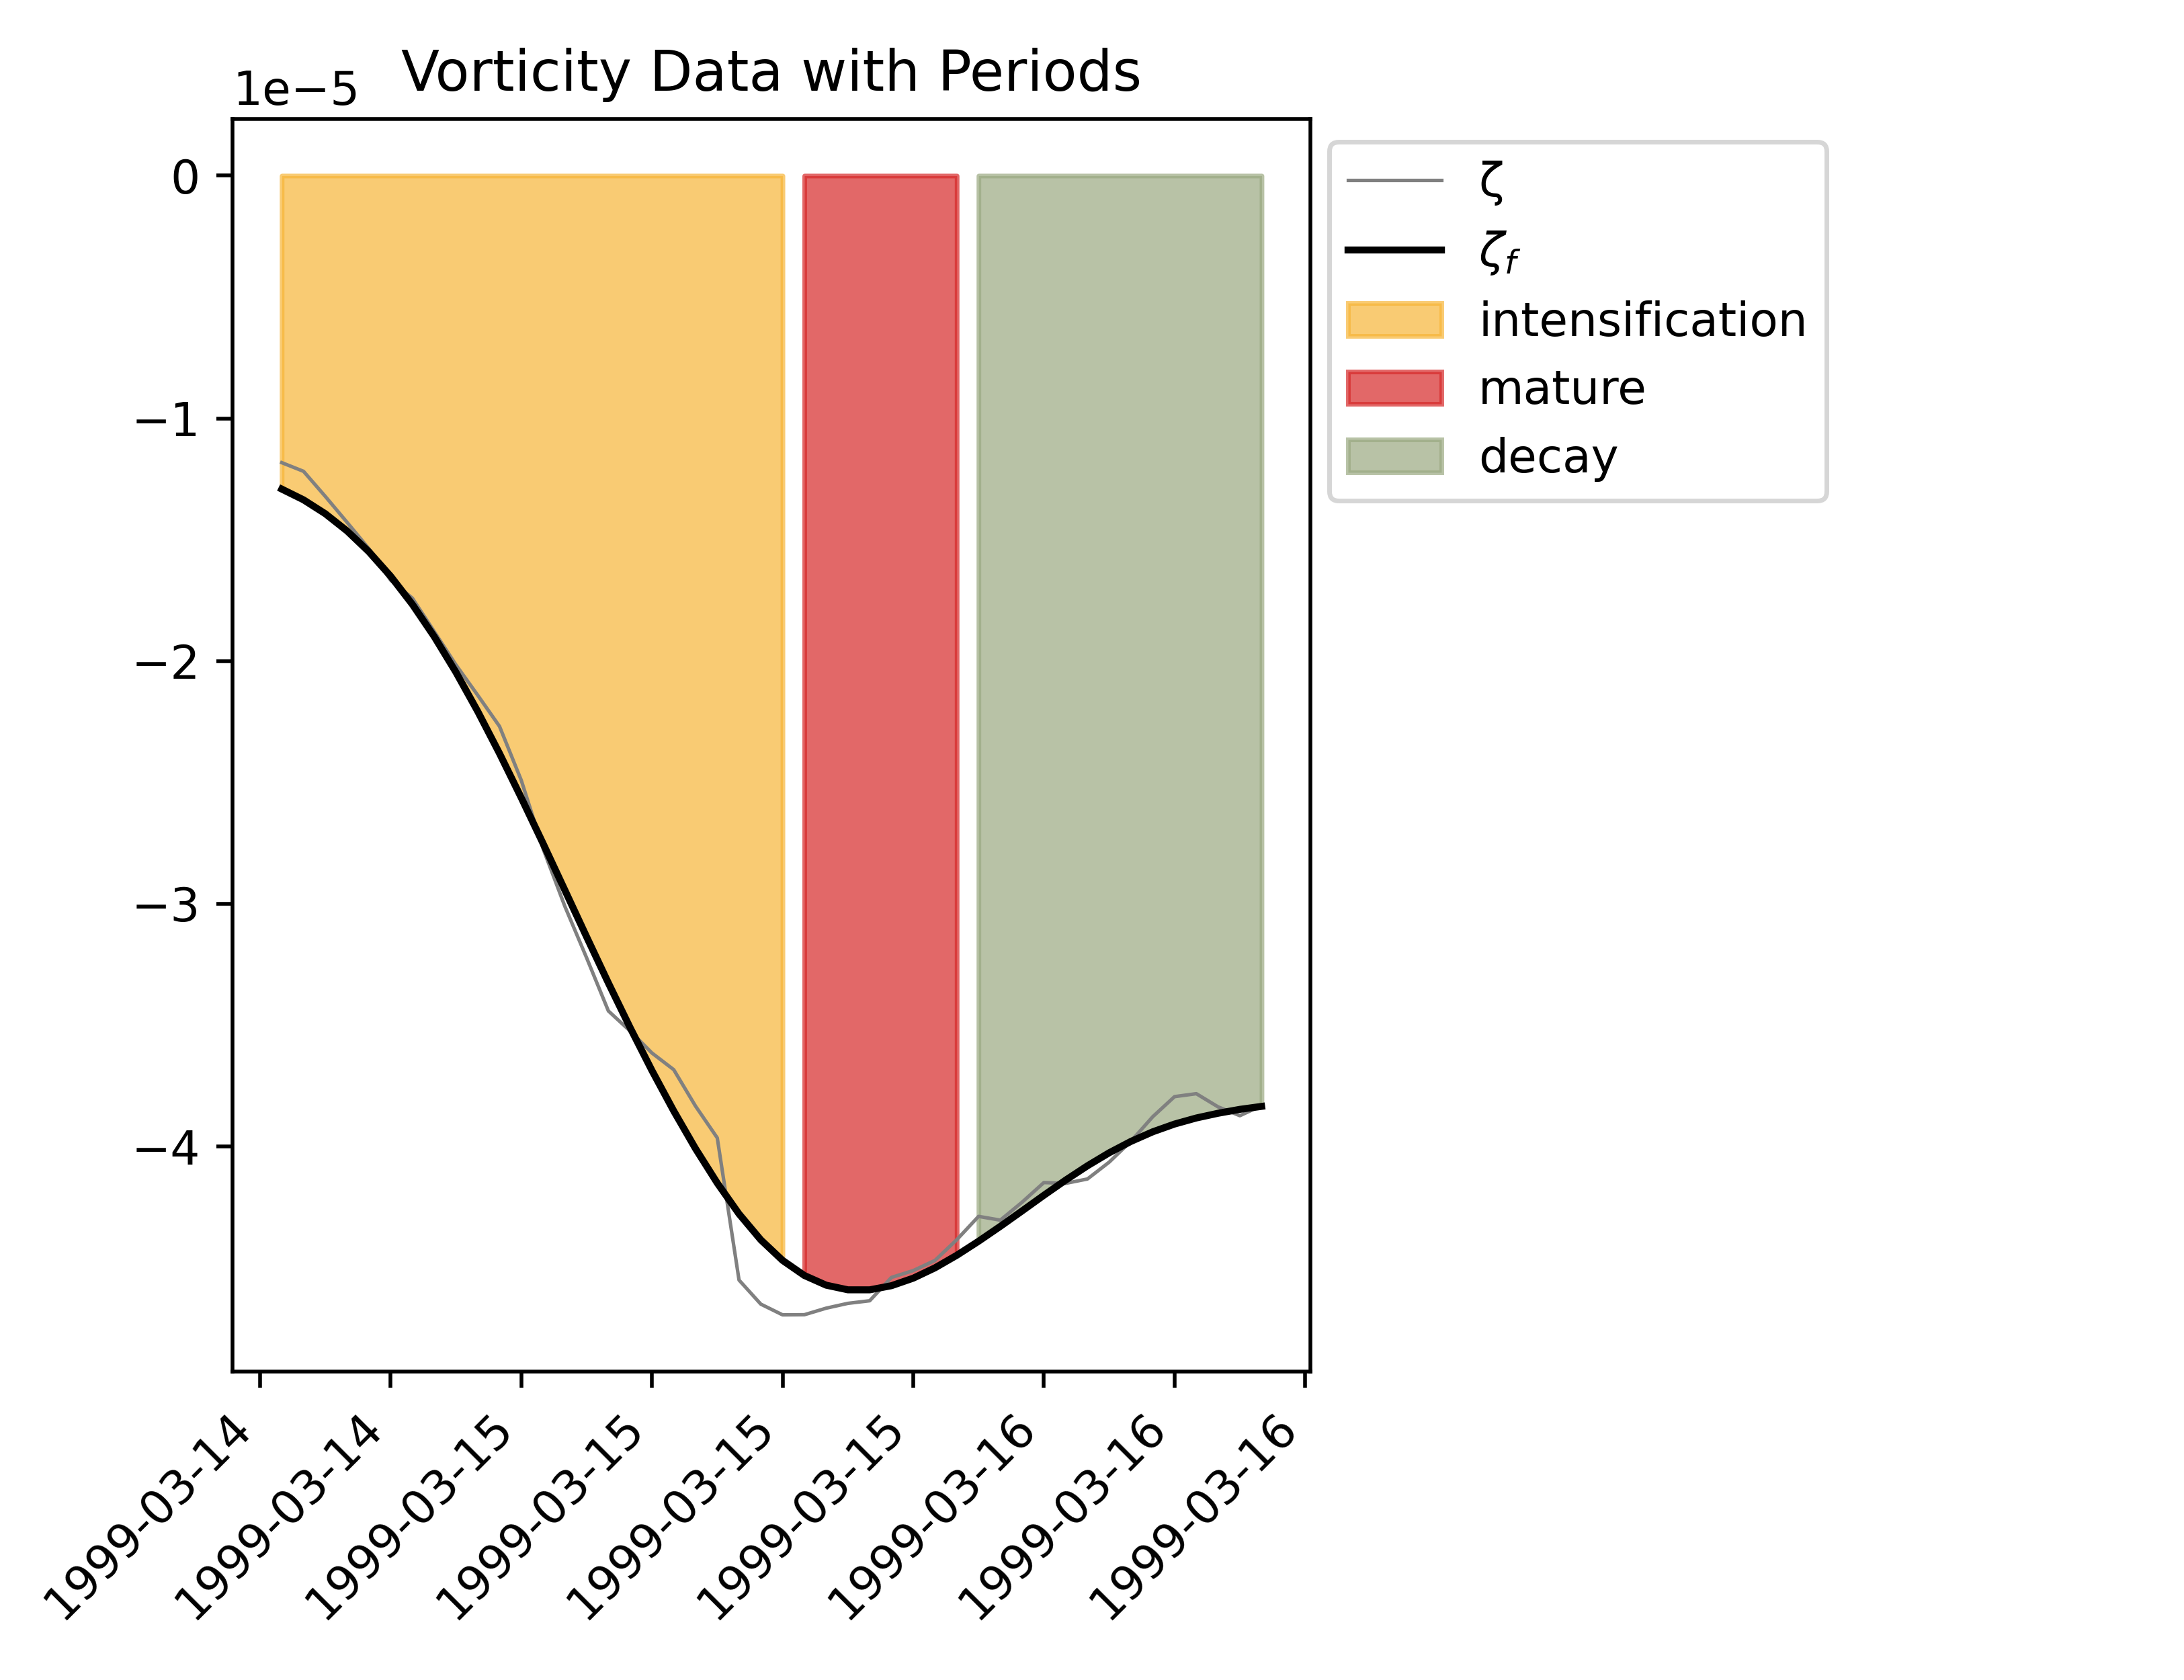 Vorticity Data with Periods
1e−5
0
−1
−2
−3
−4
1999-03-14
1999-03-14
1999-03-15
1999-03-15
1999-03-15
1999-03-15
1999-03-16
1999-03-16
1999-03-16
ζ
ζf
intensification
mature
decay